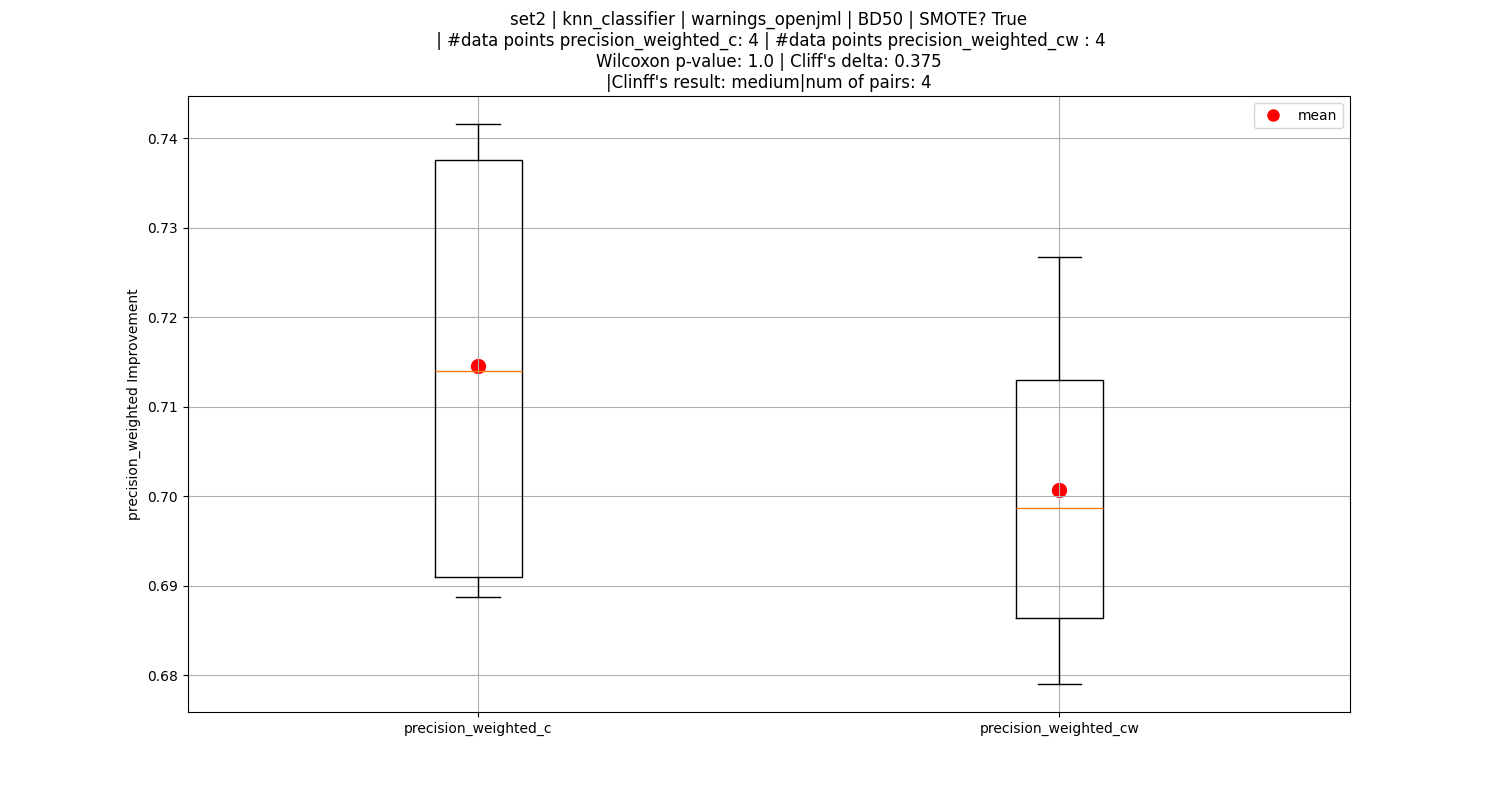 set2 | knn_classifier | warnings_openjml | BD50 | SMOTE? True
| #data points precision_weighted_c: 4 | #data points precision_weighted_cw : 4
Wilcoxon p-value: 1.0 | Cliff's delta: 0.375
|Clinff's result: medium|num of pairs: 4
mean
0.74
0.73
0.72
0.71
0.70
0.69
0.68
precision_weighted Improvement
precision_weighted_c
precision_weighted_cw